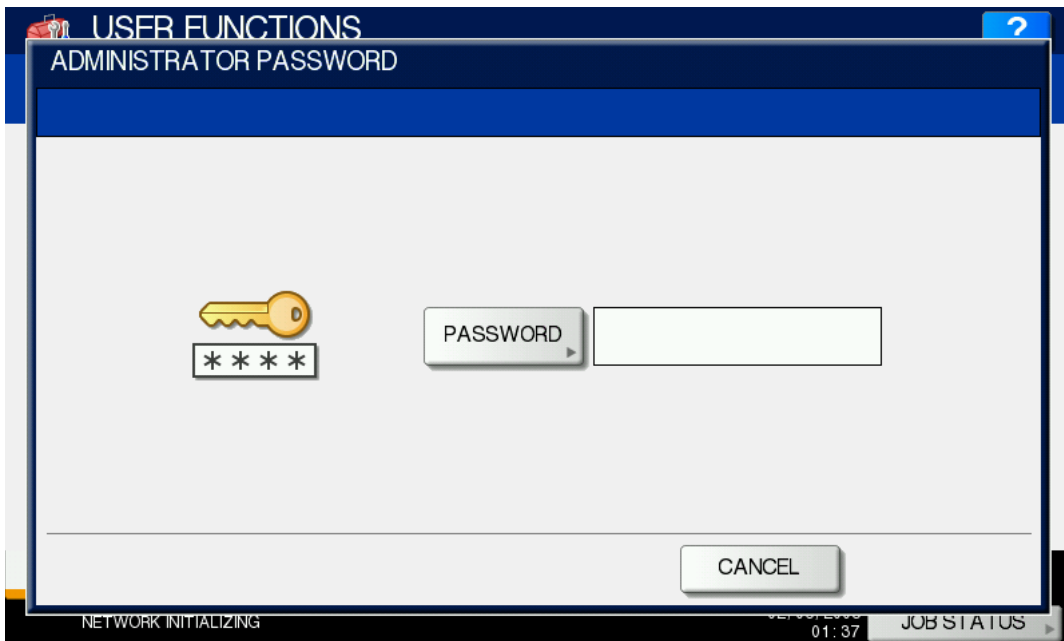 USER FUNCTIONS
?
ADMINISTRATOR PASSWORD
* * * *
PASSWORD
CANCEL
NETWORK INITIALIZING
01:37
JOB STATUS